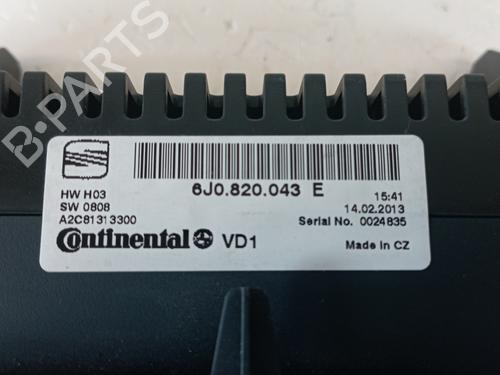 B-PARTS
6J0.820.043 E
HW H03
SW 0808
A2C81313300
15:41
14.02.2013
Serial No. 0024835
Continental VD1
Made in CZ